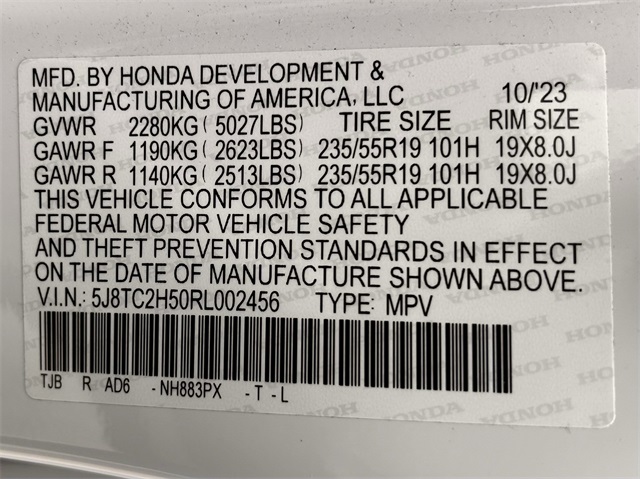 MFD. BY HONDA DEVELOPMENT &
MANUFACTURING OF AMERICA, LLC 10/'23
GVWR 2280KG ( 5027LBS) TIRE SIZE RIM SIZE
GAWR F 1190KG ( 2623LBS) 235/55R19 101H 19X8.0J
GAWR R 1140KG ( 2513LBS) 235/55R19 101H 19X8.0J
THIS VEHICLE CONFORMS TO ALL APPLICABLE
FEDERAL MOTOR VEHICLE SAFETY
AND THEFT PREVENTION STANDARDS IN EFFECT
ON THE DATE OF MANUFACTURE SHOWN ABOVE.
V.I.N.: 5J8TC2H50RL002456 TYPE: MPV
TJB R AD6 -NH883PX -T -L
HONDA HONDA HONDA